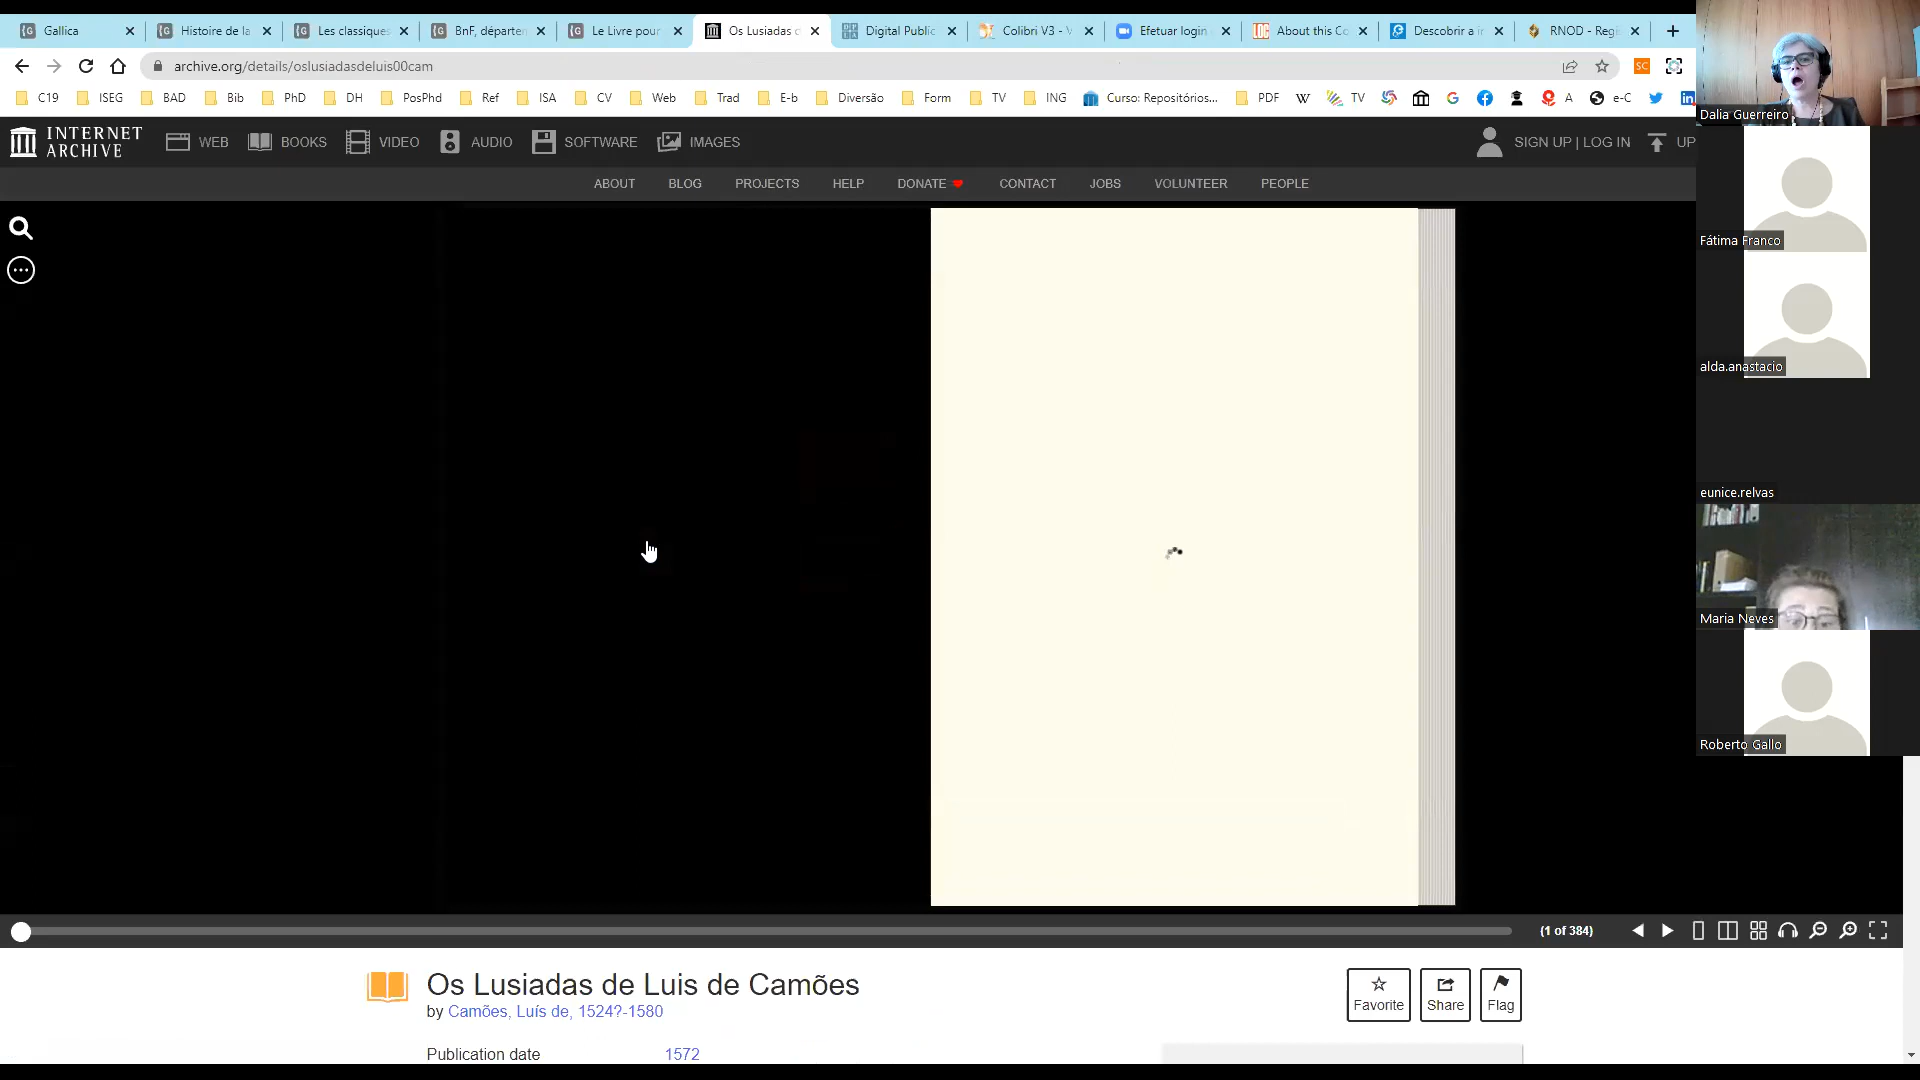 Gallica
Histoire de la
Les classiques
BnF, départen
Le Livre pour
Os Lusiadas d
Digital Public
Colibri V3 - V
Efetuar login
About this Co
Descobrir a ir
RNOD - Regi
archive.org/details/oslusiadasdeluis00cam
C19
ISEG
BAD
Bib
PhD
DH
PosPhd
Ref
ISA
CV
Web
Trad
E-b
Diversão
Form
TV
ING
Curso: Repositórios...
PDF
W
TV
A
e-C
INTERNET
ARCHIVE
WEB
BOOKS
VIDEO
AUDIO
SOFTWARE
IMAGES
SIGN UP | LOG IN
UP
ABOUT
BLOG
PROJECTS
HELP
DONATE
CONTACT
JOBS
VOLUNTEER
PEOPLE
Dalia Guerreiro
Fátima Franco
alda.anastacio
eunice.relvas
Maria Neves
Roberto Gallo
(1 of 384)
Os Lusiadas de Luis de Camões
by Camões, Luís de, 1524?-1580
Favorite
Share
Flag
Publication date
1572